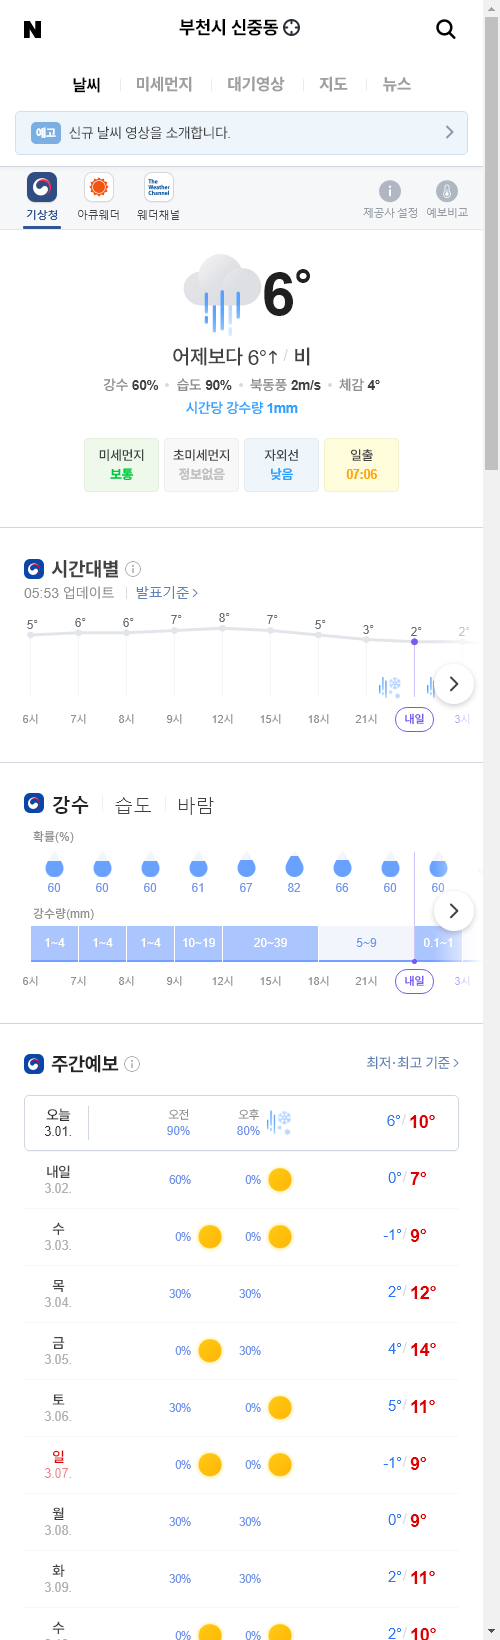 N 부천시 신중동
날씨 미세먼지 대기영상 지도 뉴스
예고 신규 날씨 영상을 소개합니다.
The Weather Channel
기상청 아큐웨더 웨더채널 제공사 설정 예보비교
6°
어제보다 6°↑ / 비
강수 60% • 습도 90% • 북동풍 2m/s • 체감 4°
시간당 강수량 1mm
미세먼지 초미세먼지 자외선 일출
보통 정보없음 낮음 07:06
시간대별
05:53 업데이트 발표기준 >
5° 6° 6° 7° 8° 7° 5° 3° 2° 2°
6시 7시 8시 9시 12시 15시 18시 21시 내일 3시
강수 습도 바람
확률(%)
60 60 60 61 67 82 66 60 60
강수량(mm)
1~4 1~4 1~4 10~19 20~39 5~9 0.1~1
6시 7시 8시 9시 12시 15시 18시 21시 내일 3시
주간예보 최저·최고 기준 >
오늘 오전 오후
3.01. 90% 80% 6°/ 10°
내일
3.02. 60% 0% 0°/ 7°
수
3.03. 0% 0% -1°/ 9°
목
3.04. 30% 30% 2°/ 12°
금
3.05. 0% 30% 4°/ 14°
토
3.06. 30% 0% 5°/ 11°
일
3.07. 0% 0% -1°/ 9°
월
3.08. 30% 30% 0°/ 9°
화
3.09. 30% 30% 2°/ 11°
수
0% 0% 2°/ 10°